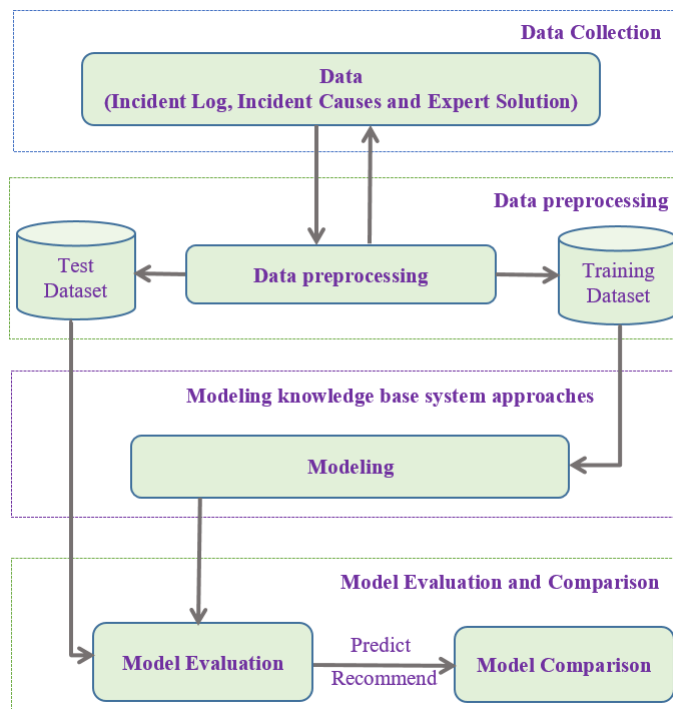 Data Collection
Data
(Incident Log, Incident Causes and Expert Solution)
Data preprocessing
Test
Dataset
Data preprocessing
Training
Dataset
Modeling knowledge base system approaches
Modeling
Model Evaluation and Comparison
Model Evaluation
Predict
Recommend
Model Comparison